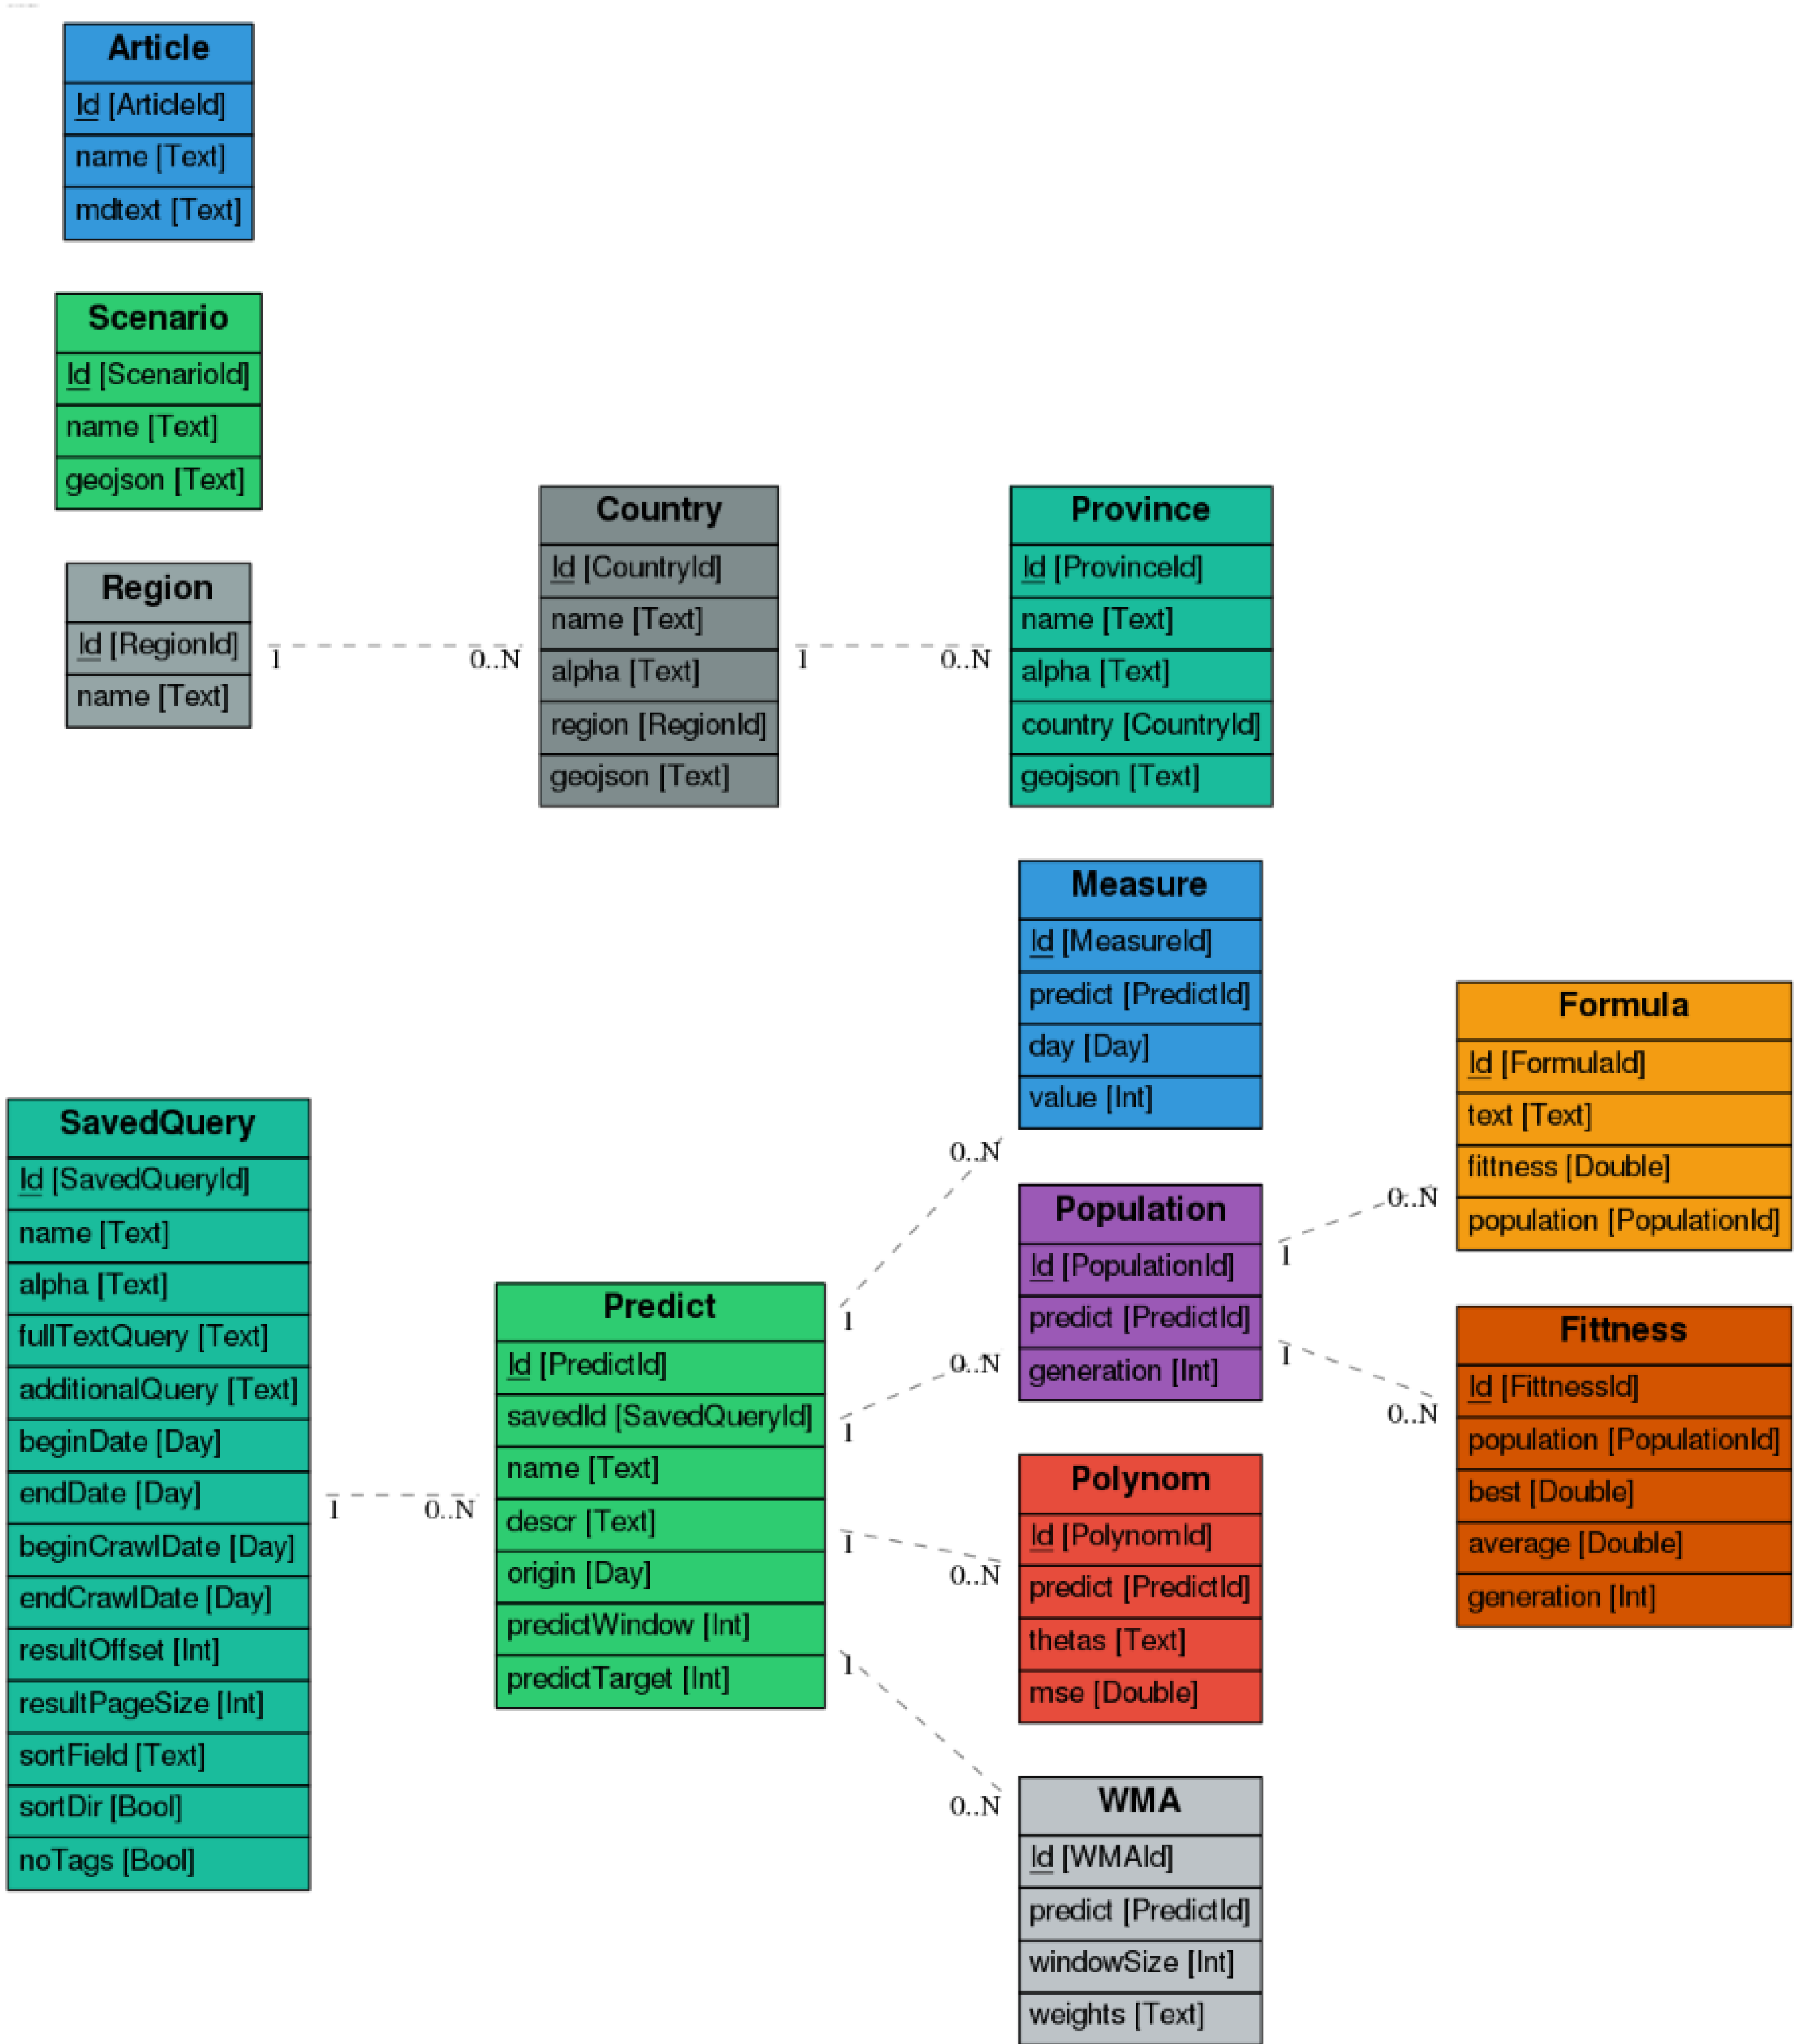 Article
Id [ArticleId]
name [Text]
mdtext [Text]
Scenario
Id [ScenarioId]
name [Text]
geojson [Text]
Region
Id [RegionId]
name [Text]
1
0..N
Country
Id [CountryId]
name [Text]
alpha [Text]
region [RegionId]
geojson [Text]
1
0..N
Province
Id [ProvinceId]
name [Text]
alpha [Text]
country [CountryId]
geojson [Text]
SavedQuery
Id [SavedQueryId]
name [Text]
alpha [Text]
fullTextQuery [Text]
additionalQuery [Text]
beginDate [Day]
endDate [Day]
beginCrawlDate [Day]
endCrawlDate [Day]
resultOffset [Int]
resultPageSize [Int]
sortField [Text]
sortDir [Bool]
noTags [Bool]
1
0..N
Predict
Id [PredictId]
savedId [SavedQueryId]
name [Text]
descr [Text]
origin [Day]
predictWindow [Int]
predictTarget [Int]
1
0..N
1
0..N
1
0..N
1
0..N
Measure
Id [MeasureId]
predict [PredictId]
day [Day]
value [Int]
Population
Id [PopulationId]
predict [PredictId]
generation [Int]
1
0..N
1
0..N
Polynom
Id [PolynomId]
predict [PredictId]
thetas [Text]
mse [Double]
WMA
Id [WMAId]
predict [PredictId]
windowSize [Int]
weights [Text]
Formula
Id [FormulaId]
text [Text]
fittness [Double]
population [PopulationId]
Fittness
Id [FittnessId]
population [PopulationId]
best [Double]
average [Double]
generation [Int]